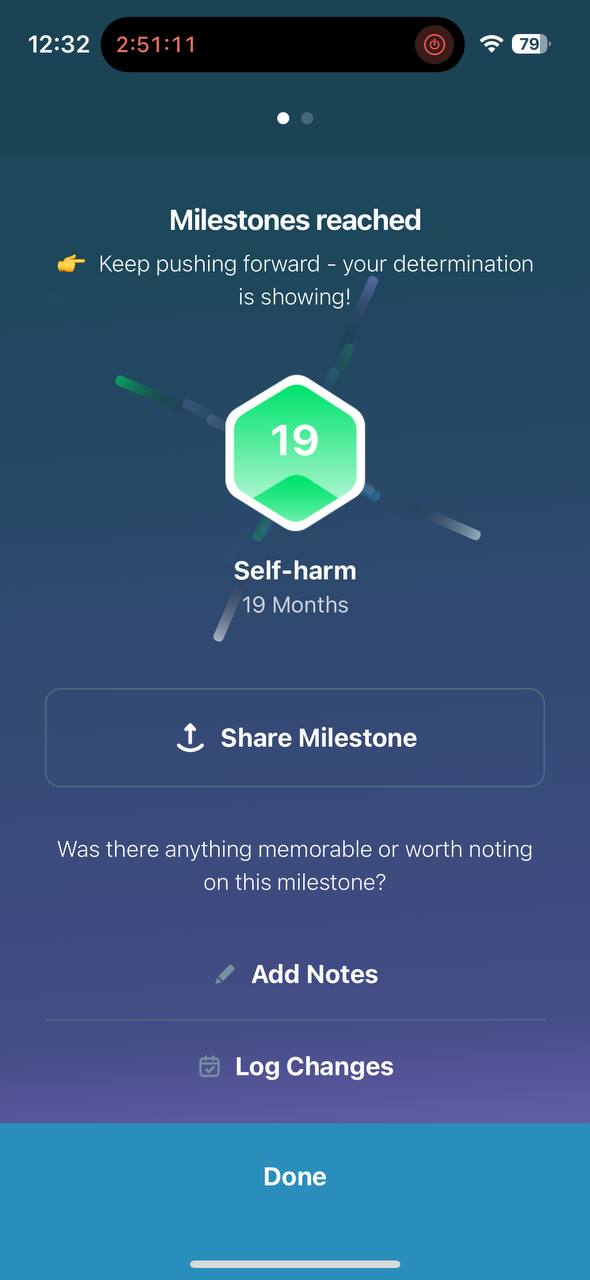 12:32 2:51:11 79
Milestones reached
👉 Keep pushing forward - your determination
is showing!
19
Self-harm
19 Months
Share Milestone
Was there anything memorable or worth noting
on this milestone?
Add Notes
Log Changes
Done